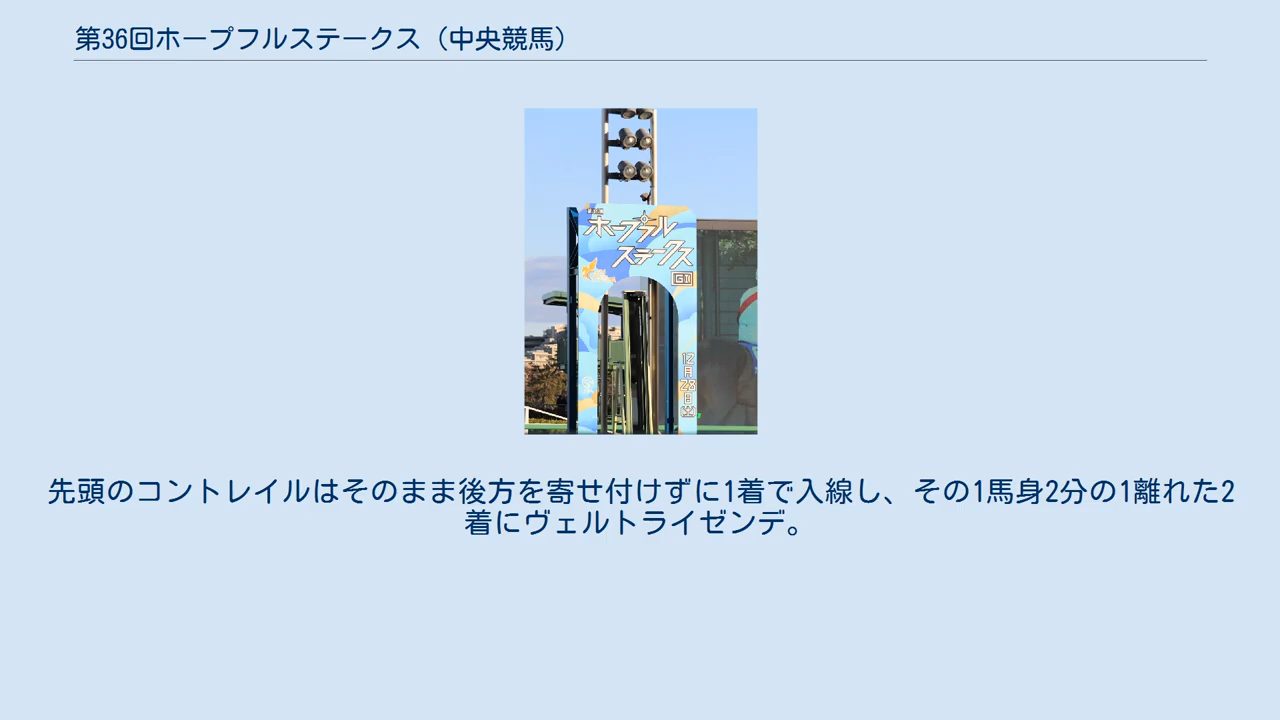 第36回ホープフルステークス（中央競馬）
ホープフル
ステークス
GI
12月28日(土)
先頭のコントレイルはそのまま後方を寄せ付けずに1着で入線し、その1馬身2分の1離れた2
着にヴェルトライゼンデ。